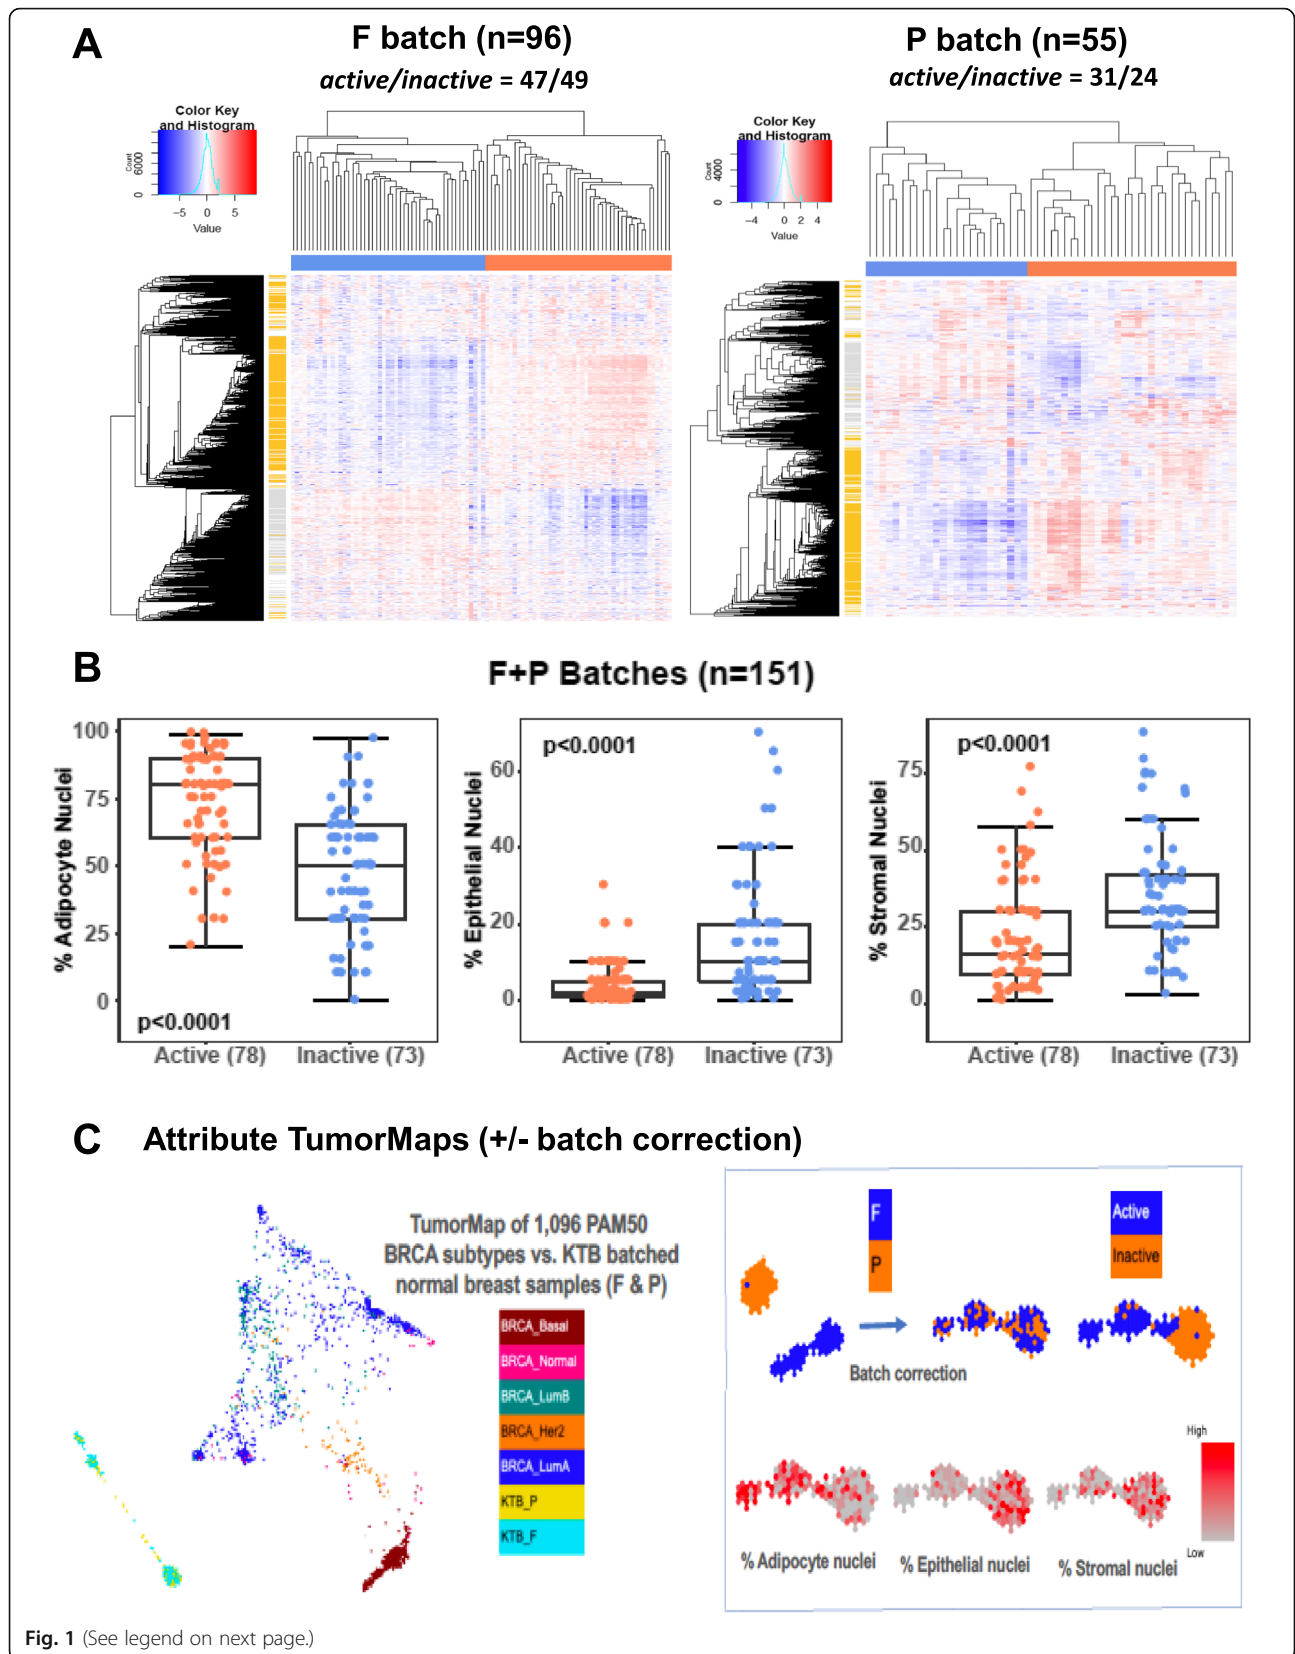 A
F batch (n=96)
active/inactive = 47/49
P batch (n=55)
active/inactive = 31/24
Color Key
and Histogram
Count
0
6000
−5
0
5
Value
Color Key
and Histogram
Count
0
4000
−4
0
2
4
Value
B
F+P Batches (n=151)
% Adipocyte Nuclei
100
75
50
25
0
p<0.0001
Active (78)
Inactive (73)
% Epithelial Nuclei
60
40
20
0
p<0.0001
Active (78)
Inactive (73)
% Stromal Nuclei
75
50
25
0
p<0.0001
Active (78)
Inactive (73)
C
Attribute TumorMaps (+/- batch correction)
TumorMap of 1,096 PAM50
BRCA subtypes vs. KTB batched
normal breast samples (F & P)
BRCA_Basal
BRCA_Normal
BRCA_LumB
BRCA_Her2
BRCA_LumA
KTB_P
KTB_F
F
P
Active
Inactive
Batch correction
High
Low
% Adipocyte nuclei
% Epithelial nuclei
% Stromal nuclei
Fig. 1 (See legend on next page.)